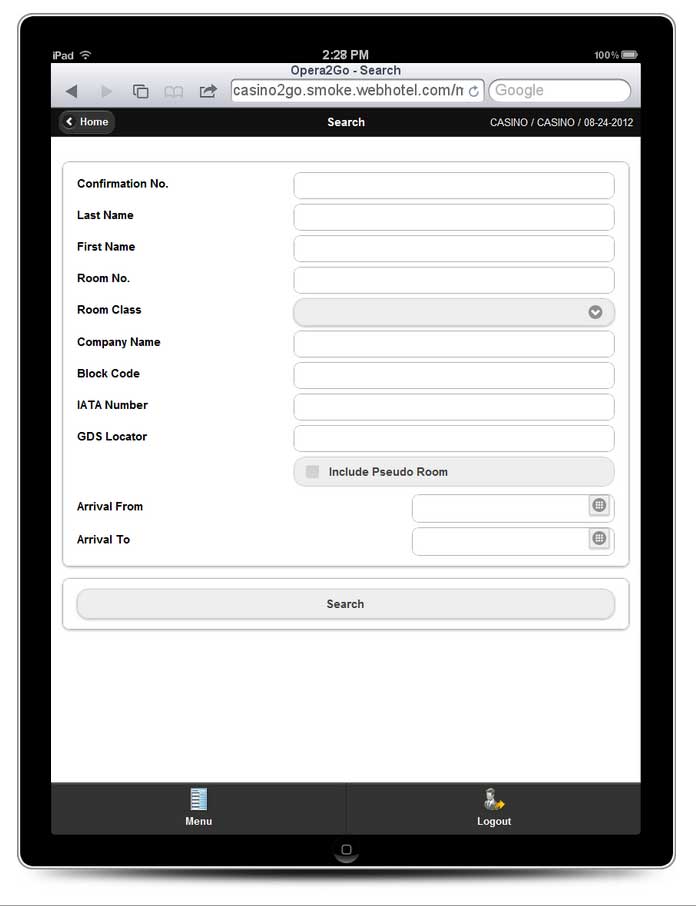 iPad 2:28 PM 100%
Opera2Go - Search
casino2go.smoke.webhotel.com/m Google
Home Search CASINO / CASINO / 08-24-2012
Confirmation No.
Last Name
First Name
Room No.
Room Class
Company Name
Block Code
IATA Number
GDS Locator
Include Pseudo Room
Arrival From
Arrival To
Search
Menu Logout